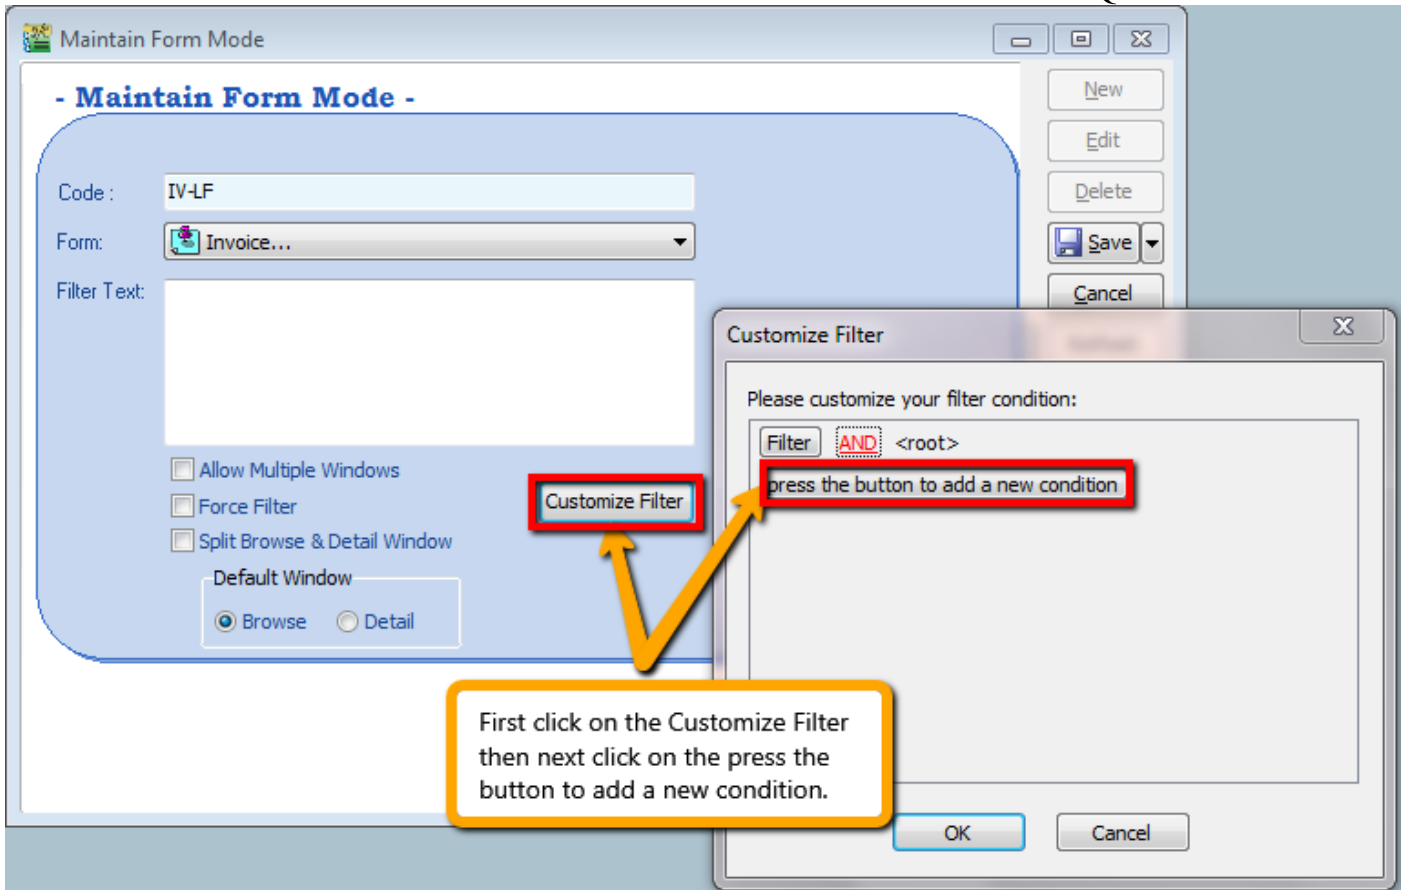 Maintain Form Mode
- Maintain Form Mode -
New
Edit
Delete
Save
Cancel
Code :
IV-LF
Form:
Invoice...
Filter Text:
Allow Multiple Windows
Force Filter
Split Browse & Detail Window
Default Window
Browse
Detail
Customize Filter
Customize Filter
Please customize your filter condition:
Filter AND <root>
press the button to add a new condition
OK
Cancel
First click on the Customize Filter
then next click on the press the
button to add a new condition.